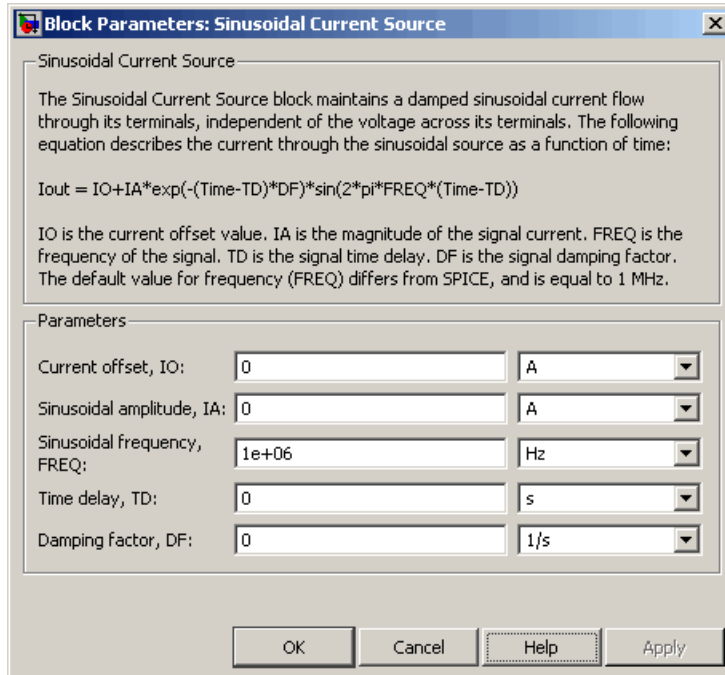 Block Parameters: Sinusoidal Current Source
Sinusoidal Current Source
The Sinusoidal Current Source block maintains a damped sinusoidal current flow
through its terminals, independent of the voltage across its terminals. The following
equation describes the current through the sinusoidal source as a function of time:
Iout = IO+IA*exp(-(Time-TD)*DF)*sin(2*pi*FREQ*(Time-TD))
IO is the current offset value. IA is the magnitude of the signal current. FREQ is the
frequency of the signal. TD is the signal time delay. DF is the signal damping factor.
The default value for frequency (FREQ) differs from SPICE, and is equal to 1 MHz.
Parameters
Current offset, IO: 0 A
Sinusoidal amplitude, IA: 0 A
Sinusoidal frequency,
FREQ: 1e+06 Hz
Time delay, TD: 0 s
Damping factor, DF: 0 1/s
OK Cancel Help Apply